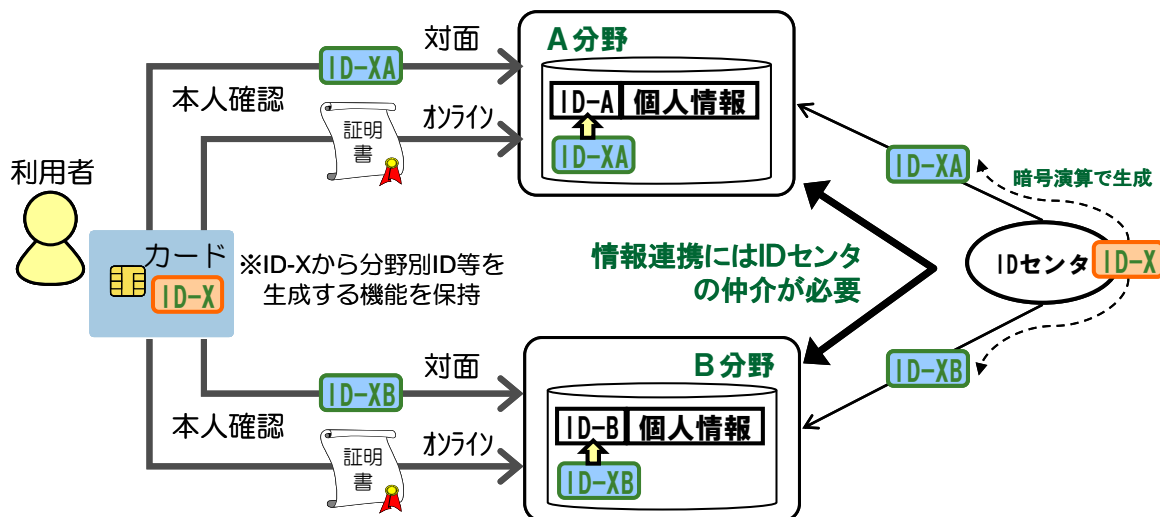 対面
ID-XA
本人確認
証明
書
オンライン
A分野
ID-A
個人情報
ID-XA
ID-XA
暗号演算で生成
利用者
カード
ID-X
※ID-Xから分野別ID等を
生成する機能を保持
情報連携にはIDセンタ
の仲介が必要
IDセンタ
ID-X
対面
ID-XB
本人確認
証明
書
オンライン
B分野
ID-B
個人情報
ID-XB
ID-XB